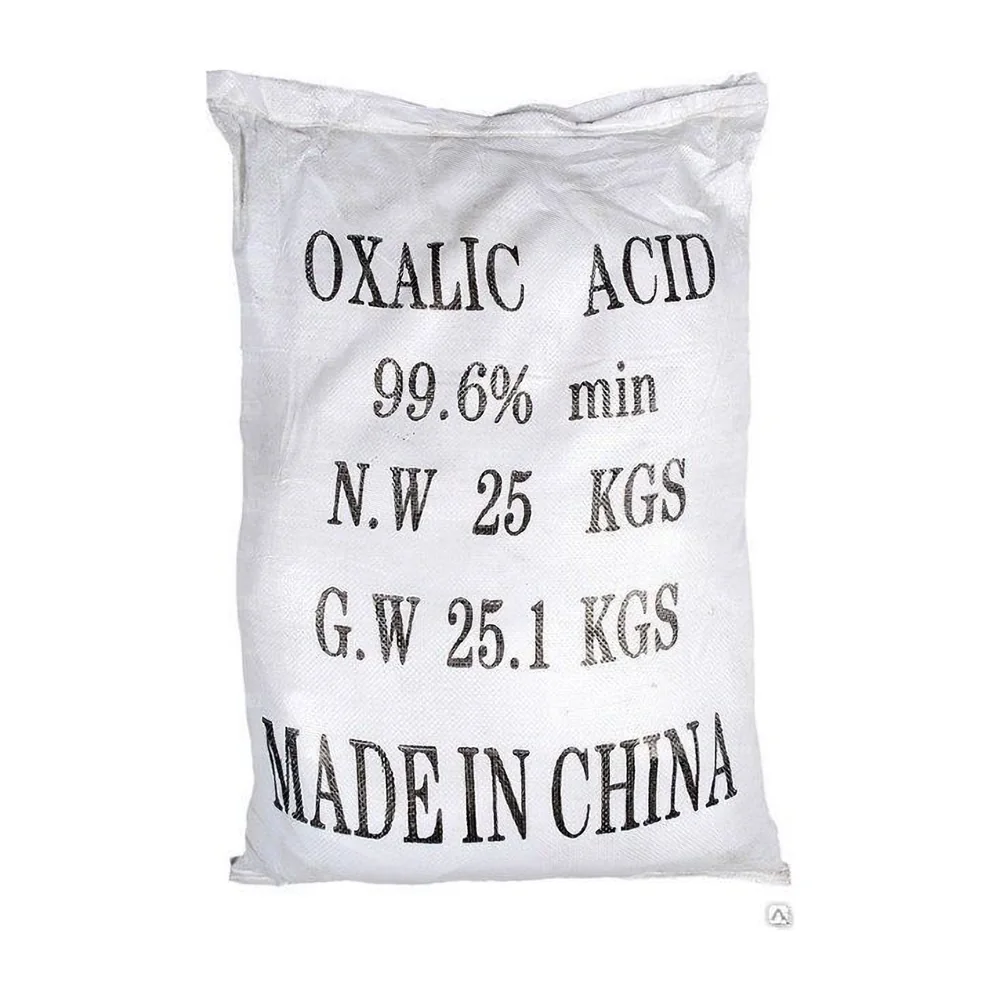 OXALIC ACID
99.6% min
N.W 25 KGS
G.W 25.1 KGS
MADE IN CHINA